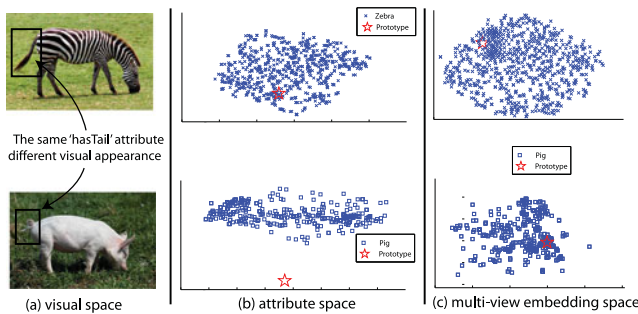 Zebra
Prototype
The same 'hasTail' attribute
different visual appearance
Pig
Prototype
Pig
Prototype
(a) visual space
(b) attribute space
(c) multi-view embedding space